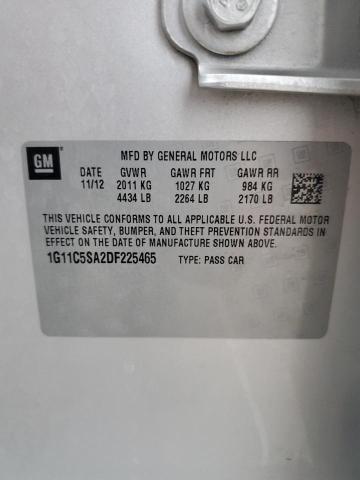 GM
MFD BY GENERAL MOTORS LLC
DATE GVWR GAWR FRT GAWR RR
11/12 2011 KG 1027 KG 984 KG
4434 LB 2264 LB 2170 LB
THIS VEHICLE CONFORMS TO ALL APPLICABLE U.S. FEDERAL MOTOR
VEHICLE SAFETY, BUMPER, AND THEFT PREVENTION STANDARDS
IN EFFECT ON THE DATE OF MANUFACTURE SHOWN ABOVE.
1G11C5SA2DF225465 TYPE: PASS CAR